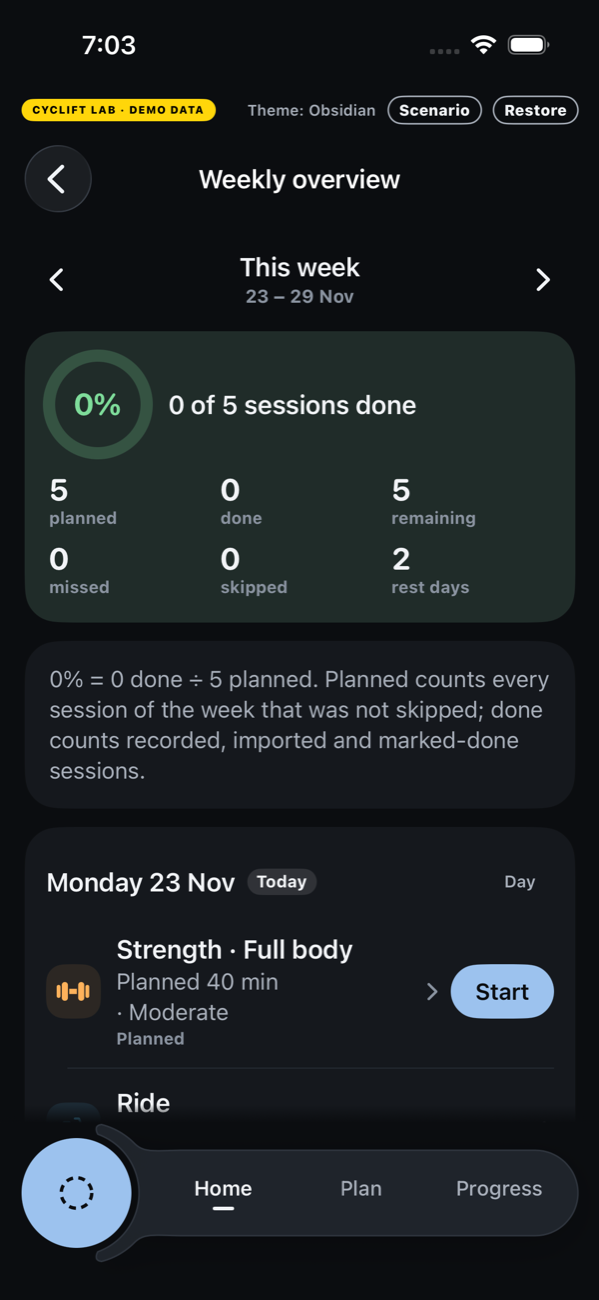 7:03
CYCLIFT LAB · DEMO DATA
Theme: Obsidian
Scenario
Restore
Weekly overview
This week
23 – 29 Nov
0%
0 of 5 sessions done
5
planned
0
done
5
remaining
0
missed
0
skipped
2
rest days
0% = 0 done ÷ 5 planned. Planned counts every
session of the week that was not skipped; done
counts recorded, imported and marked-done
sessions.
Monday 23 Nov
Today
Day
Strength · Full body
Planned 40 min
· Moderate
Planned
Start
Ride
Home
Plan
Progress